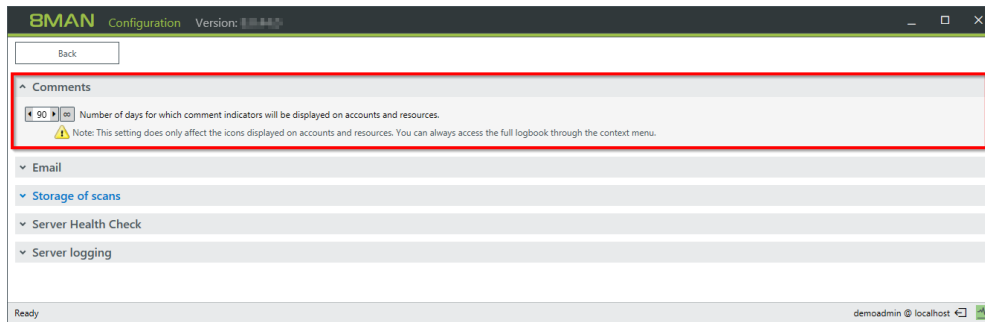 8MAN Configuration Version:
Back
Comments
90 ∞ Number of days for which comment indicators will be displayed on accounts and resources.
Note: This setting does only affect the icons displayed on accounts and resources. You can always access the full logbook through the context menu.
Email
Storage of scans
Server Health Check
Server logging
Ready demoadmin @ localhost